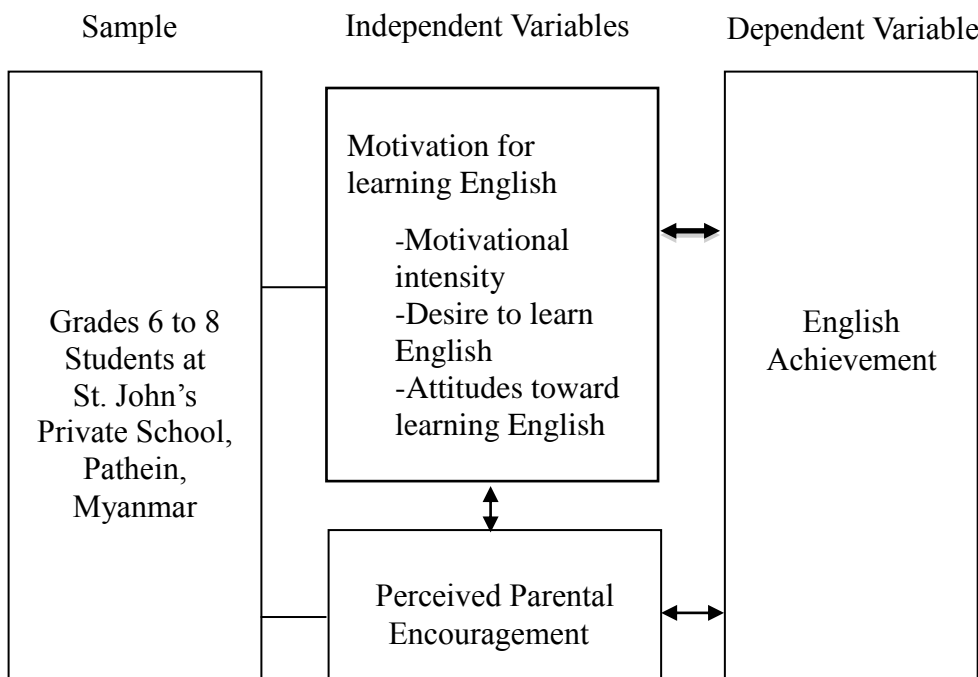 Sample
Independent Variables
Dependent Variable
Grades 6 to 8
Students at
St. John’s
Private School,
Pathein,
Myanmar
Motivation for
learning English
-Motivational
intensity
-Desire to learn
English
-Attitudes toward
learning English
Perceived Parental
Encouragement
English
Achievement